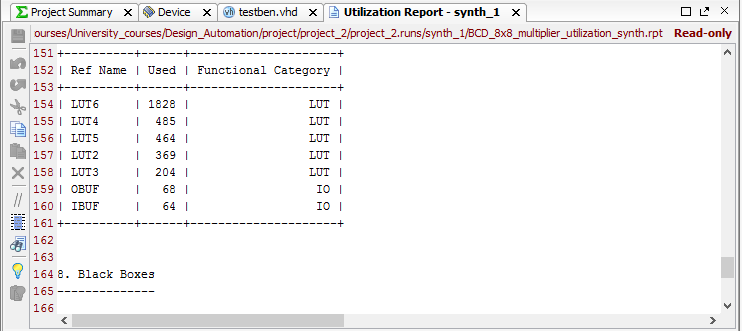 Project Summary Device testben.vhd Utilization Report - synth_1
ourses/University_courses/Design_Automation/project/project_2/project_2.runs/synth_1/BCD_8x8_multiplier_utilization_synth.rpt Read-only
151 +----------+------+---------------------+
152 | Ref Name | Used | Functional Category |
153 +----------+------+---------------------+
154 | LUT6     | 1828 |                 LUT |
155 | LUT4     |  485 |                 LUT |
156 | LUT5     |  464 |                 LUT |
157 | LUT2     |  369 |                 LUT |
158 | LUT3     |  204 |                 LUT |
159 | OBUF     |   68 |                  IO |
160 | IBUF     |   64 |                  IO |
161 +----------+------+---------------------+
162
163
164 8. Black Boxes
165 --------------
166